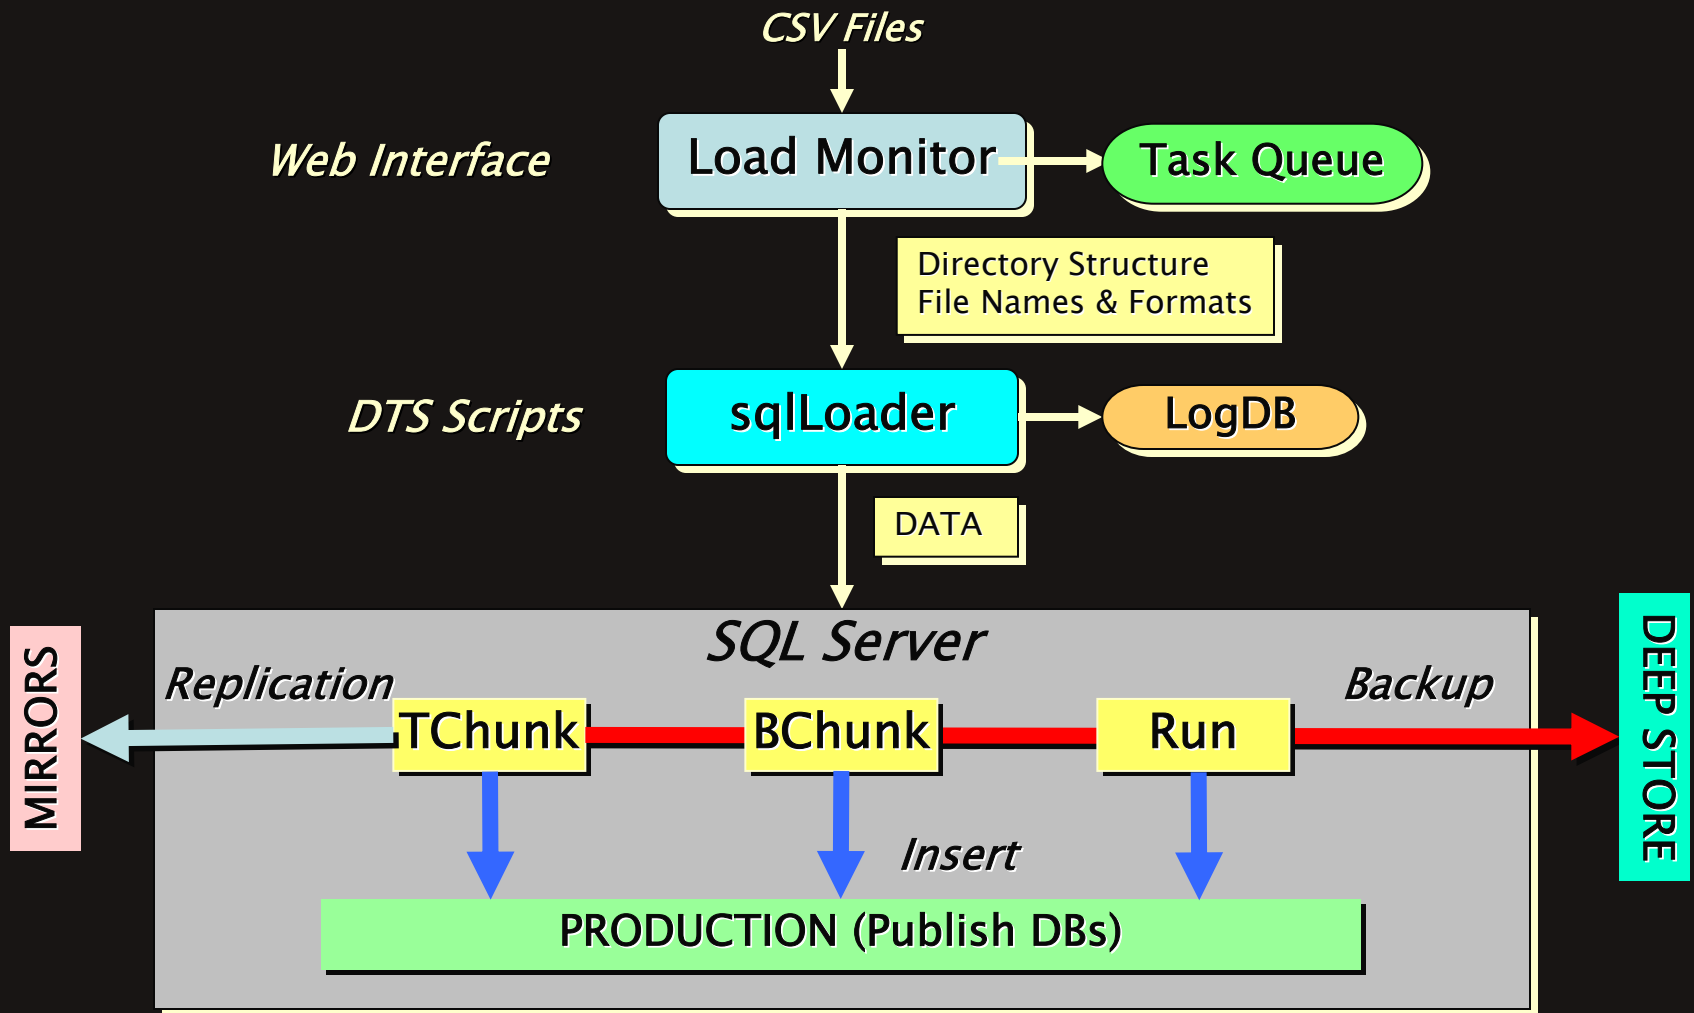 CSV Files
Web Interface
Load Monitor
Task Queue
Directory Structure
File Names & Formats
DTS Scripts
sqlLoader
LogDB
DATA
SQL Server
MIRRORS
Replication
Backup
DEEP STORE
TChunk
BChunk
Run
Insert
PRODUCTION (Publish DBs)